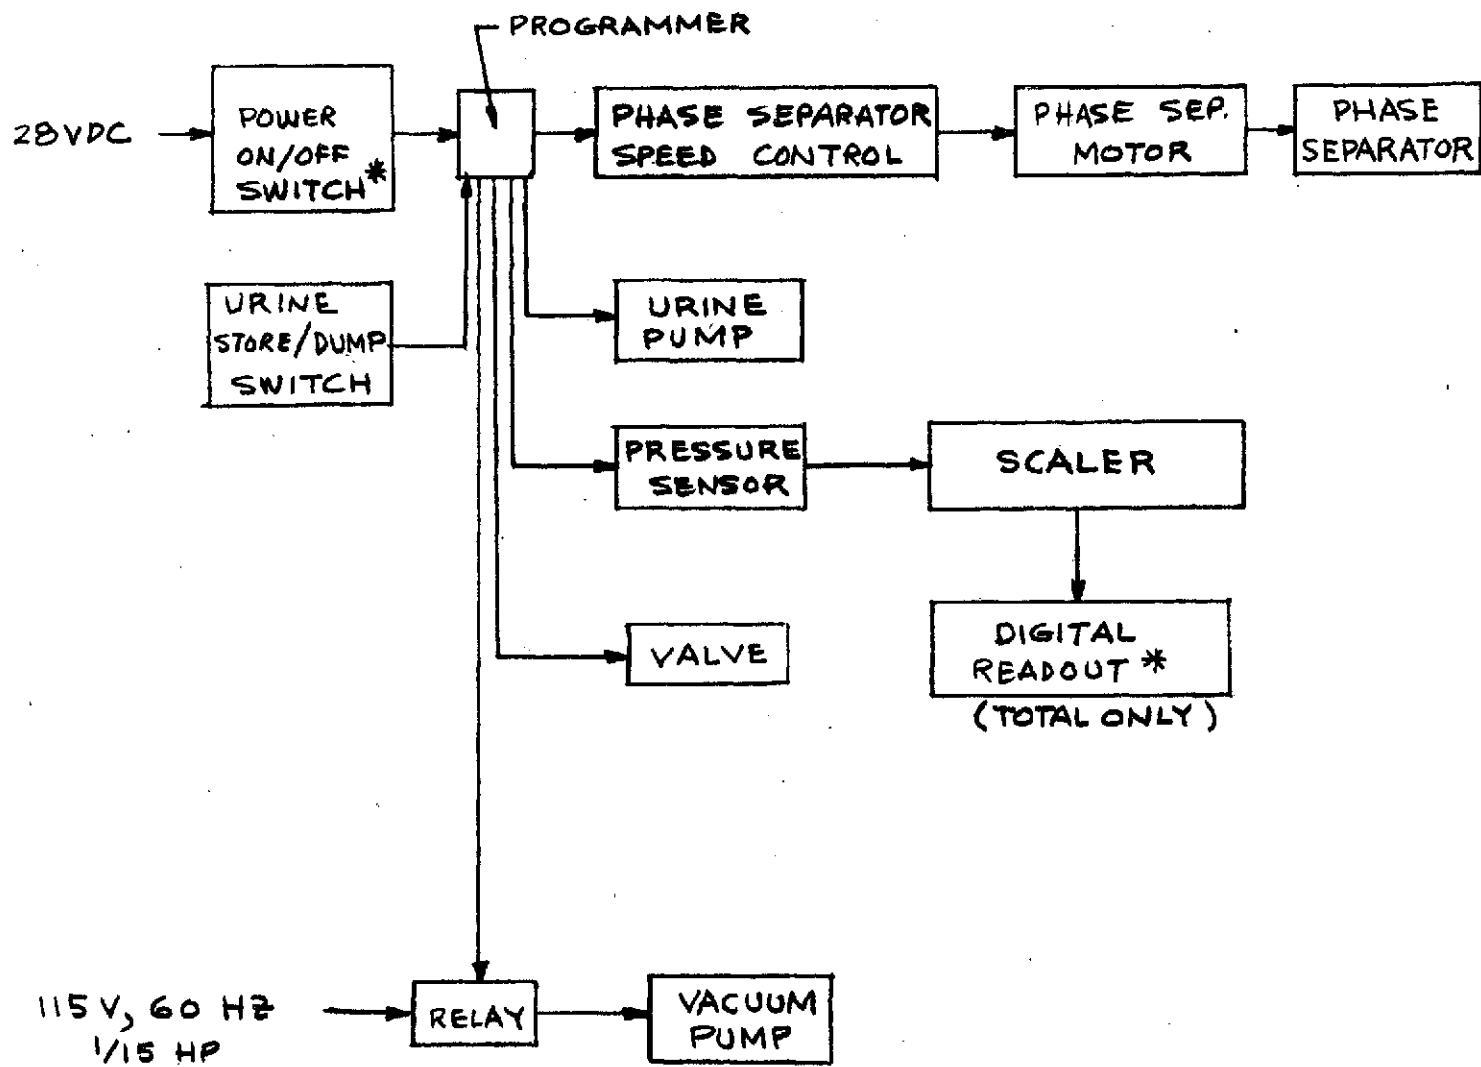 PROGRAMMER
28VDC
POWER
ON/OFF
SWITCH*
PHASE SEPARATOR
SPEED CONTROL
PHASE SEP.
MOTOR
PHASE
SEPARATOR
URINE
STORE/DUMP
SWITCH
URINE
PUMP
PRESSURE
SENSOR
SCALER
DIGITAL
READOUT *
(TOTAL ONLY)
VALVE
115 V, 60 HZ
1/15 HP
RELAY
VACUUM
PUMP